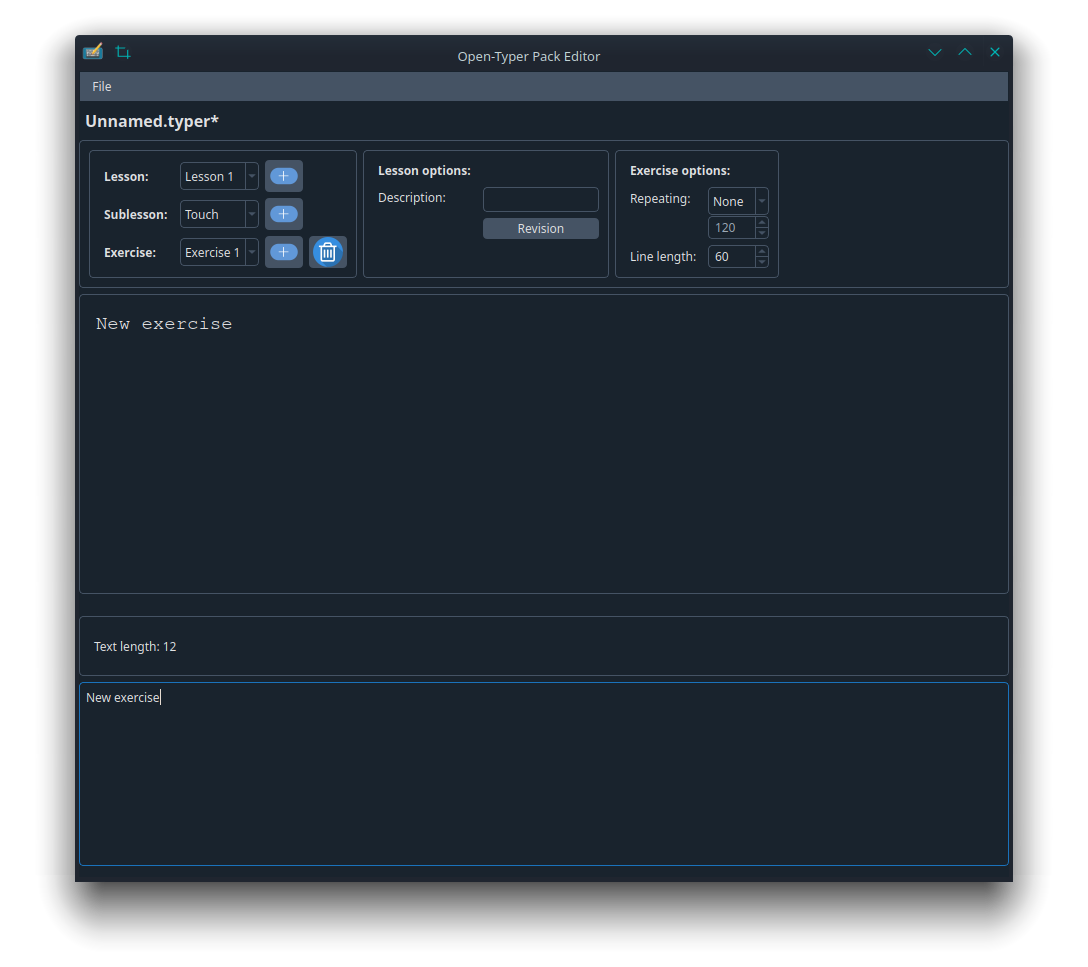 Open-Typer Pack Editor
File
Unnamed.typer*
Lesson: Lesson 1
Sublesson: Touch
Exercise: Exercise 1
Lesson options:
Description:
Revision
Exercise options:
Repeating: None
120
Line length: 60
New exercise
Text length: 12
New exercise